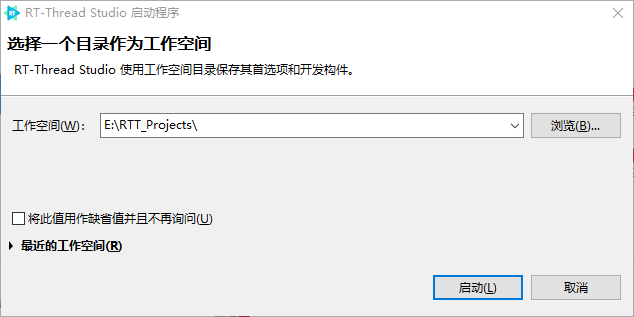 RT RT-Thread Studio 启动程序
选择一个目录作为工作空间
RT-Thread Studio 使用工作空间目录保存其首选项和开发构件。
工作空间(W)： E:\RTT_Projects\ 浏览(B)...
将此值用作缺省值并且不再询问(U)
最近的工作空间(R)
启动(L) 取消